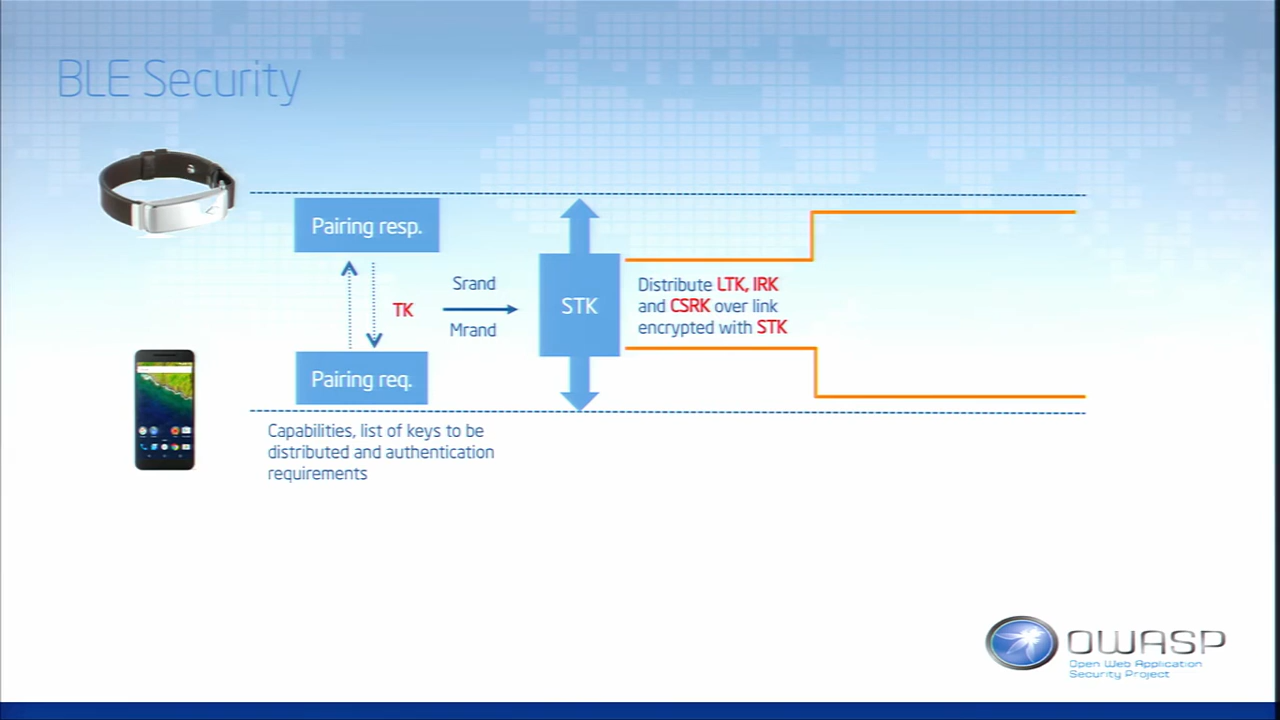 BLE Security
Pairing resp.
TK
Srand
Mrand
STK
Distribute LTK, IRK
and CSRK over link
encrypted with STK
Pairing req.
Capabilities, list of keys to be
distributed and authentication
requirements
OWASP
Open Web Application
Security Project